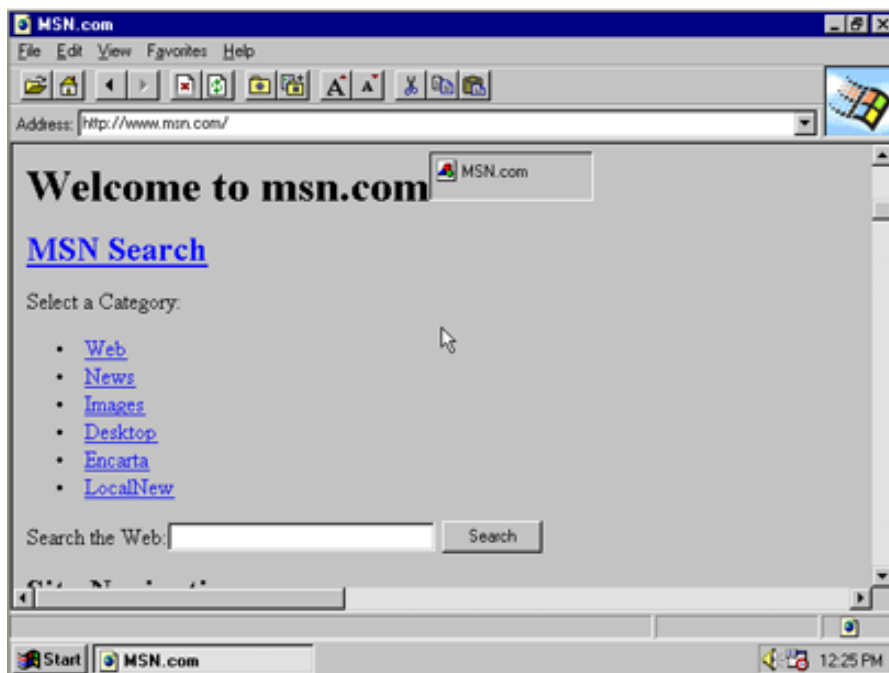 MSN.com
File Edit View Favorites Help
A A
Address: http://www.msn.com/
Welcome to msn.com MSN.com
MSN Search
Select a Category:
• Web
• News
• Images
• Desktop
• Encarta
• LocalNew
Search the Web: Search
Start MSN.com 12:25 PM